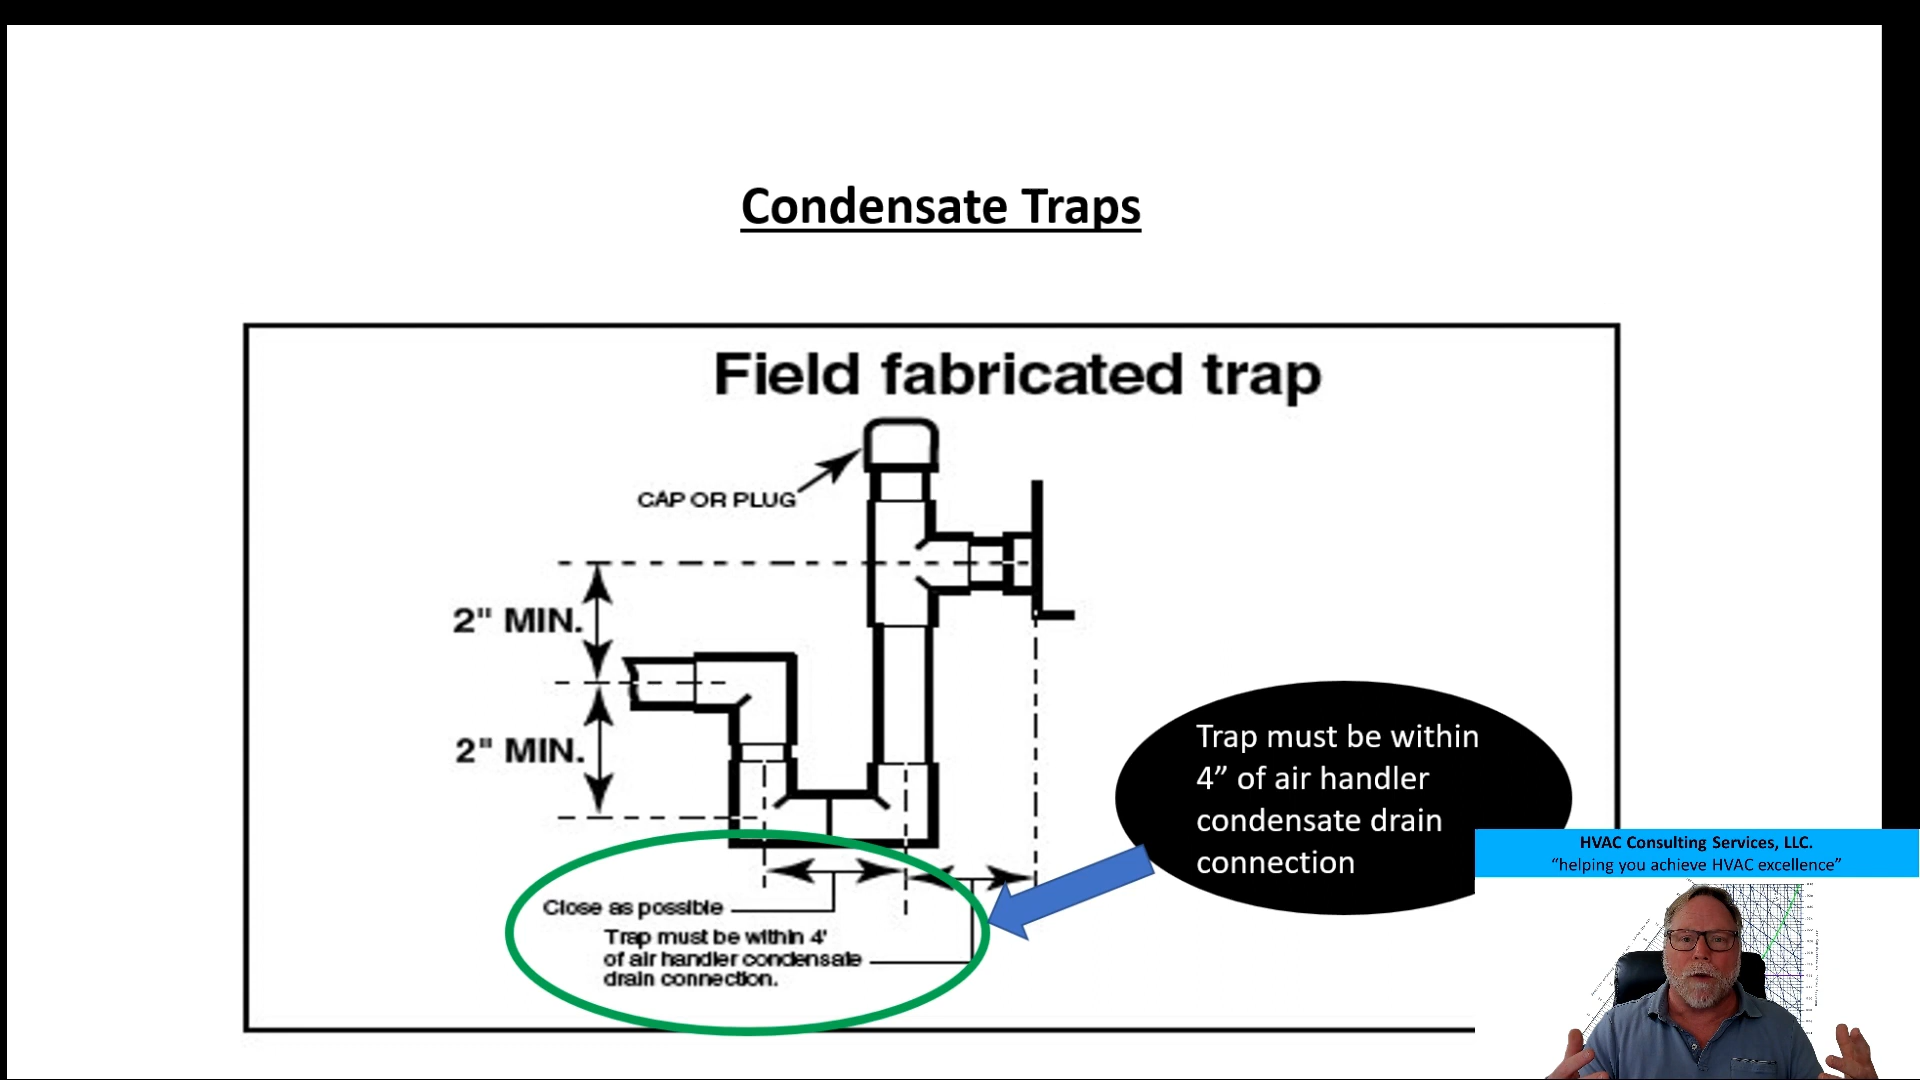 Condensate Traps
Field fabricated trap
CAP OR PLUG
2" MIN.
2" MIN.
Trap must be within
4” of air handler
condensate drain
connection
HVAC Consulting Services, LLC.
“helping you achieve HVAC excellence”
Close as possible
Trap must be within 4'
of air handler condensate
drain connection.